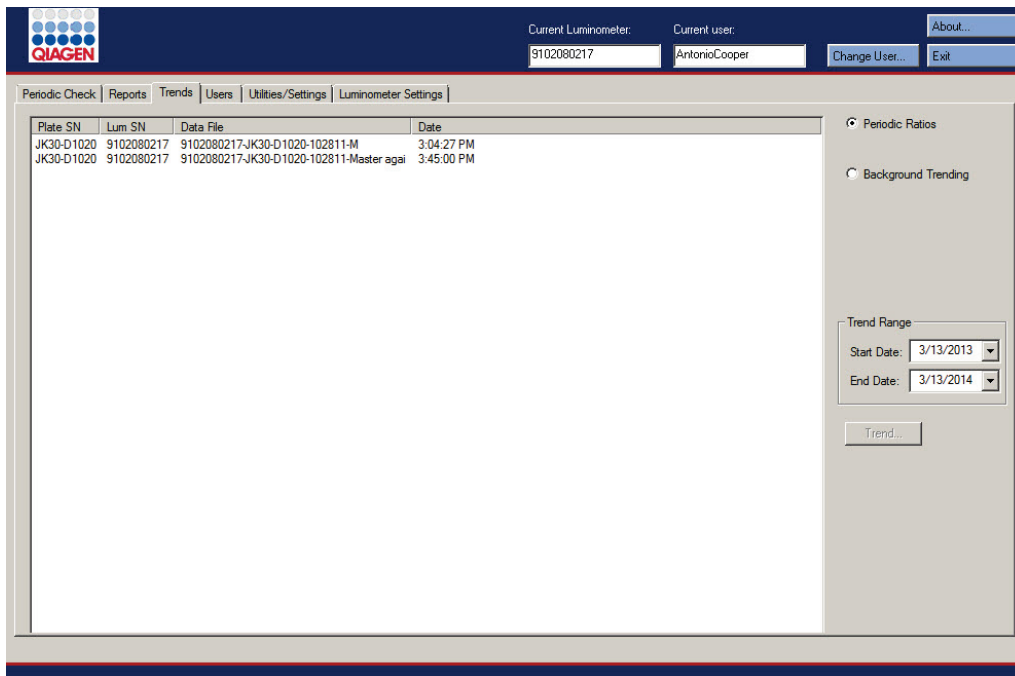 QIAGEN
Current Luminometer:
9102080217
Current user:
AntonioCooper
About...
Change User...
Exit
Periodic Check
Reports
Trends
Users
Utilities/Settings
Luminometer Settings
Plate SN Lum SN Data File Date
JK30-D1020 9102080217 9102080217-JK30-D1020-102811-M 3:04:27 PM
JK30-D1020 9102080217 9102080217-JK30-D1020-102811-Master agai 3:45:00 PM
Periodic Ratios
Background Trending
Trend Range
Start Date: 3/13/2013
End Date: 3/13/2014
Trend...